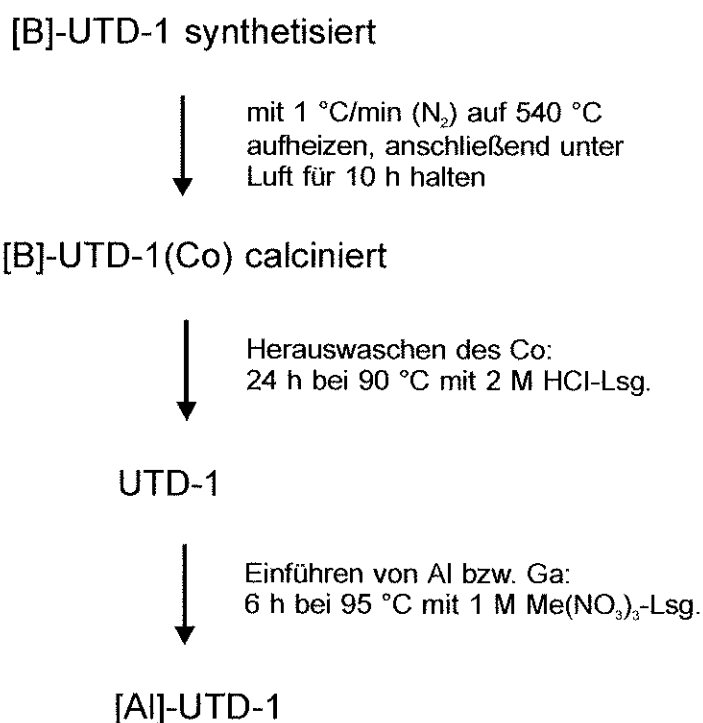 [B]-UTD-1 synthetisiert
mit 1 °C/min (N₂) auf 540 °C
aufheizen, anschließend unter
Luft für 10 h halten
[B]-UTD-1(Co) calciniert
Herauswaschen des Co:
24 h bei 90 °C mit 2 M HCl-Lsg.
UTD-1
Einführen von Al bzw. Ga:
6 h bei 95 °C mit 1 M Me(NO₃)₃-Lsg.
[Al]-UTD-1